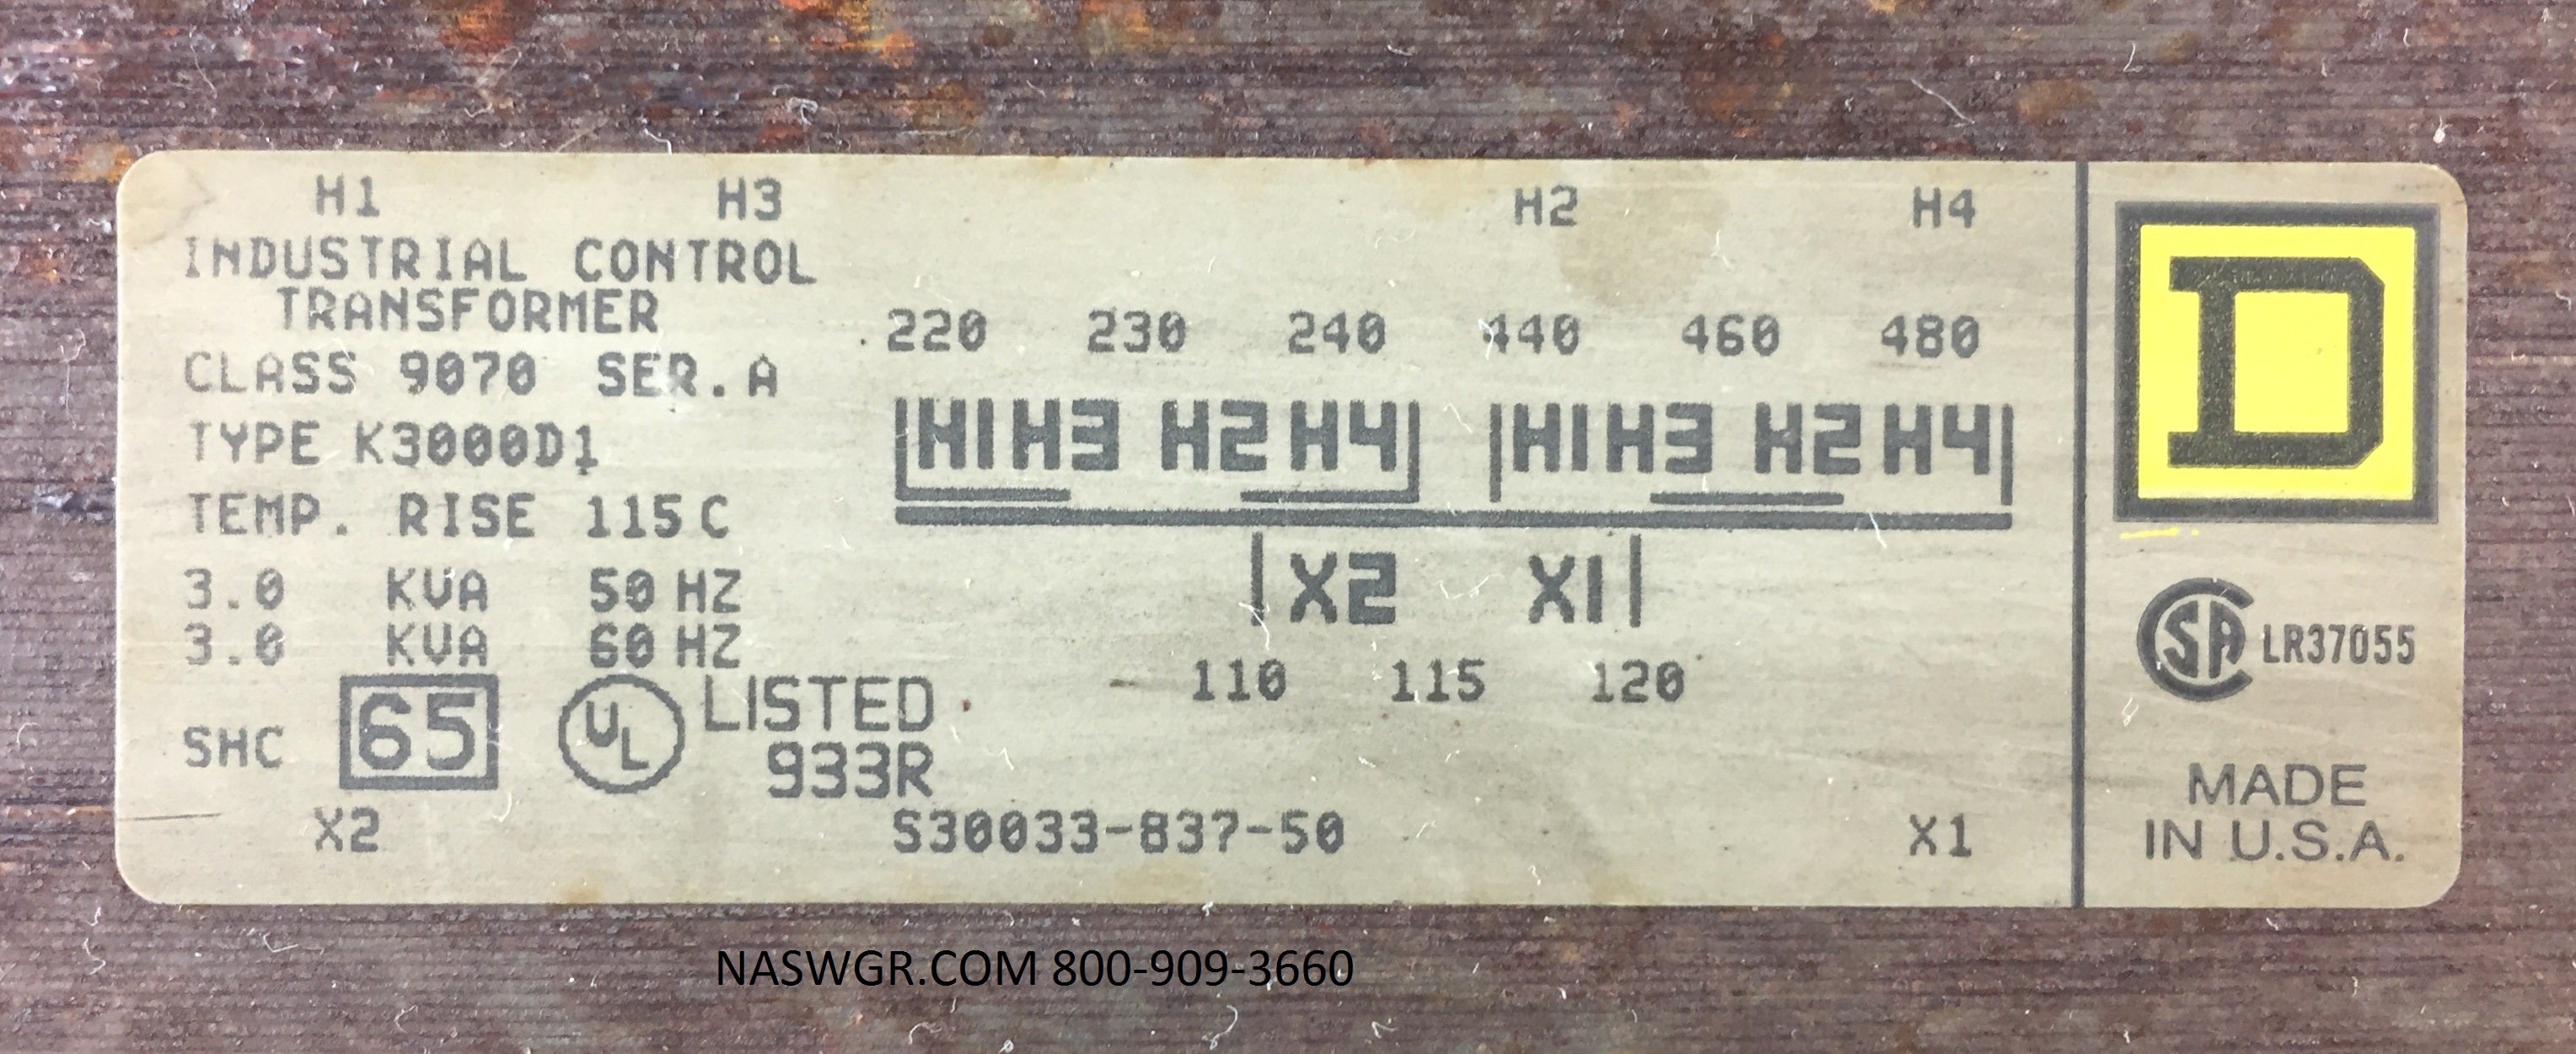 H1 H3 H2 H4
INDUSTRIAL CONTROL
TRANSFORMER
CLASS 9070 SER.A
TYPE K3000D1
TEMP. RISE 115C
3.0 KVA 50 HZ
3.0 KVA 60 HZ
SHC 65 UL LISTED
933R
X2 S30033-837-50 X1
220 230 240 440 460 480
H1 H3 H2 H4 H1 H3 H2 H4
X2 X1
110 115 120
D
CSA LR37055
MADE
IN U.S.A.
NASWGR.COM 800-909-3660